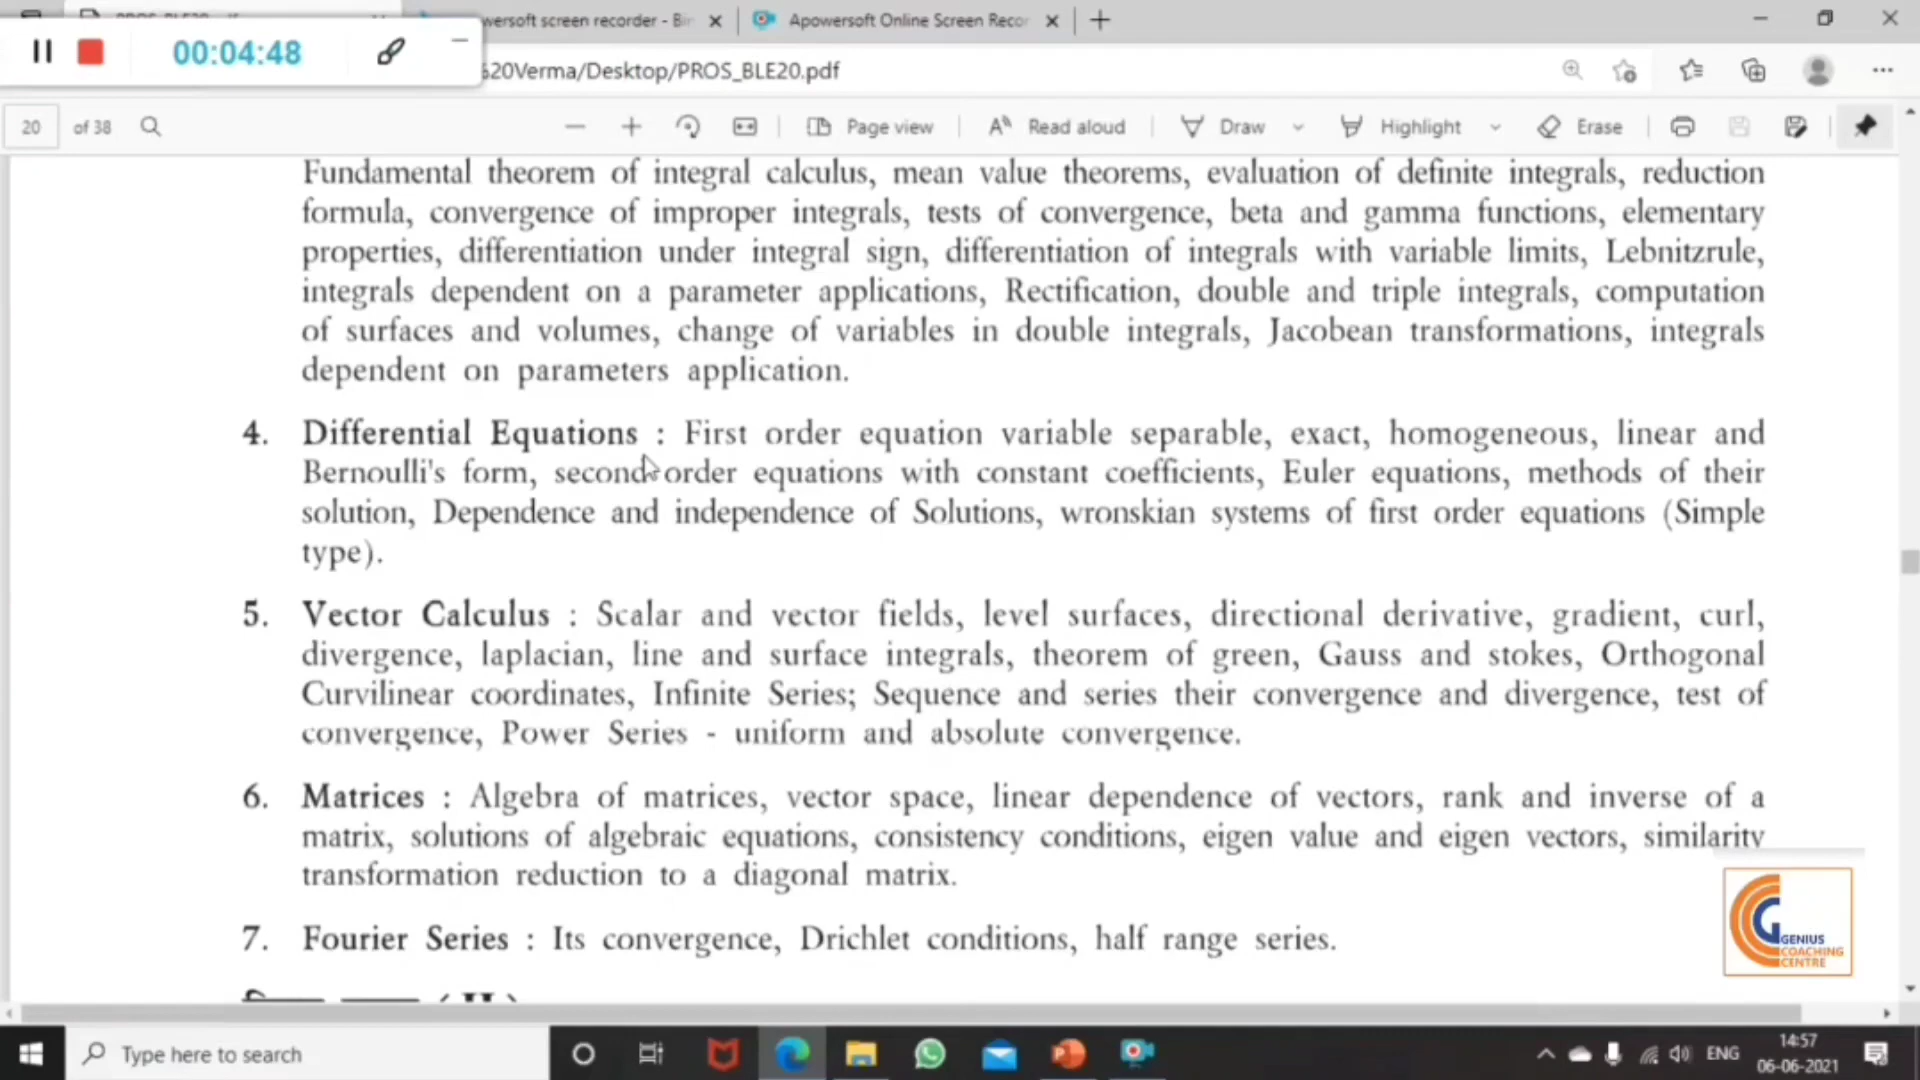 PROS_BLE20.pdf
wersoft screen recorder - Bin
Apowersoft Online Screen Recor
00:04:48
%20Verma/Desktop/PROS_BLE20.pdf
20 of 38
Page view
Read aloud
Draw
Highlight
Erase
Fundamental theorem of integral calculus, mean value theorems, evaluation of definite integrals, reduction
formula, convergence of improper integrals, tests of convergence, beta and gamma functions, elementary
properties, differentiation under integral sign, differentiation of integrals with variable limits, Lebnitzrule,
integrals dependent on a parameter applications, Rectification, double and triple integrals, computation
of surfaces and volumes, change of variables in double integrals, Jacobean transformations, integrals
dependent on parameters application.
4. Differential Equations : First order equation variable separable, exact, homogeneous, linear and
Bernoulli's form, second order equations with constant coefficients, Euler equations, methods of their
solution, Dependence and independence of Solutions, wronskian systems of first order equations (Simple
type).
5. Vector Calculus : Scalar and vector fields, level surfaces, directional derivative, gradient, curl,
divergence, laplacian, line and surface integrals, theorem of green, Gauss and stokes, Orthogonal
Curvilinear coordinates, Infinite Series; Sequence and series their convergence and divergence, test of
convergence, Power Series - uniform and absolute convergence.
6. Matrices : Algebra of matrices, vector space, linear dependence of vectors, rank and inverse of a
matrix, solutions of algebraic equations, consistency conditions, eigen value and eigen vectors, similarity
transformation reduction to a diagonal matrix.
7. Fourier Series : Its convergence, Drichlet conditions, half range series.
GENIUS
COACHING
CENTRE
Type here to search
ENG
14:57
06-06-2021